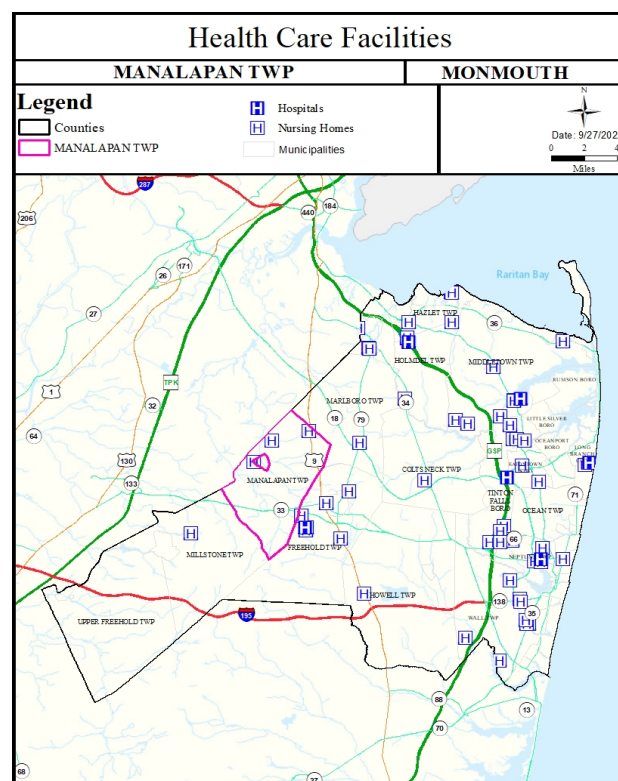 Health Care Facilities
MANALAPAN TWP
MONMOUTH
Legend
Counties
MANALAPAN TWP
Hospitals
Nursing Homes
Municipalities
N
Date: 9/27/202
0 2 4
Miles
287
206
440
184
171
26
27
Raritan Bay
HAZLET TWP
36
HOLMDEL TWP
MIDDLETOWN TWP
TPK
1
32
RUMSON BORO
MARLBORO TWP
34
18
79
LITTLE SILVER
BORO
64
130
9
GSP
OCEANPORT
BORO
LONG
BRANCH
133
MANALAPAN TWP
COLTS NECK TWP
TINTON
FALLS
BORO
71
33
OCEAN TWP
MILLSTONE TWP
FREEHOLD TWP
66
HOWELL TWP
195
138
35
UPPER FREEHOLD TWP
WALL TWP
88
13
70
68
37